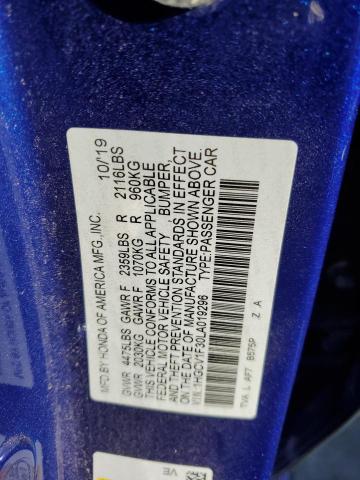 MFD.BY HONDA OF AMERICA MFG.,INC. 10/19
GVWR 4475LBS GAWR F 2359LBS R 2116LBS
GVWR 2030KG GAWR F 1070KG R 960KG
THIS VEHICLE CONFORMS TO ALL APPLICABLE
FEDERAL MOTOR VEHICLE SAFETY BUMPER,
AND THEFT PREVENTION STANDARDS IN EFFECT
ON THE DATE OF MANUFACTURE SHOWN ABOVE.
V.I.N. 1HGCV1F30LA019296 TYPE:PASSENGER CAR
TVA L AF7 B575P Z A